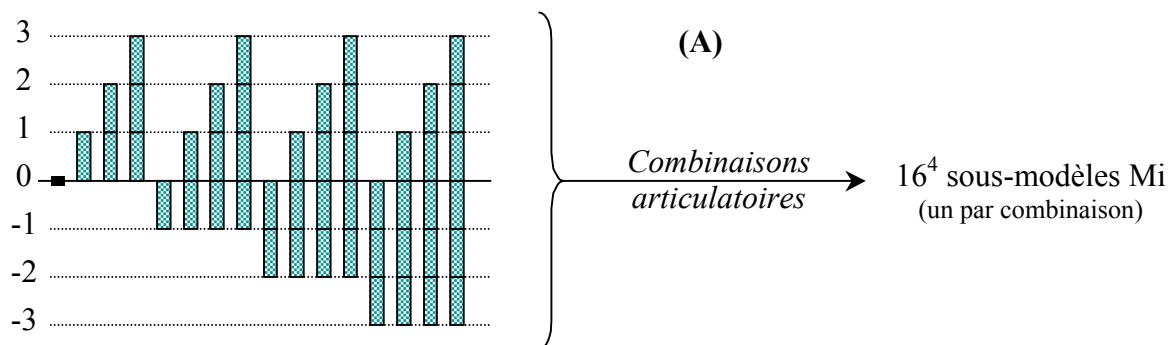 3
2
1
0
-1
-2
-3
(A)
Combinaisons
articulatoires
16⁴ sous-modèles Mi
(un par combinaison)